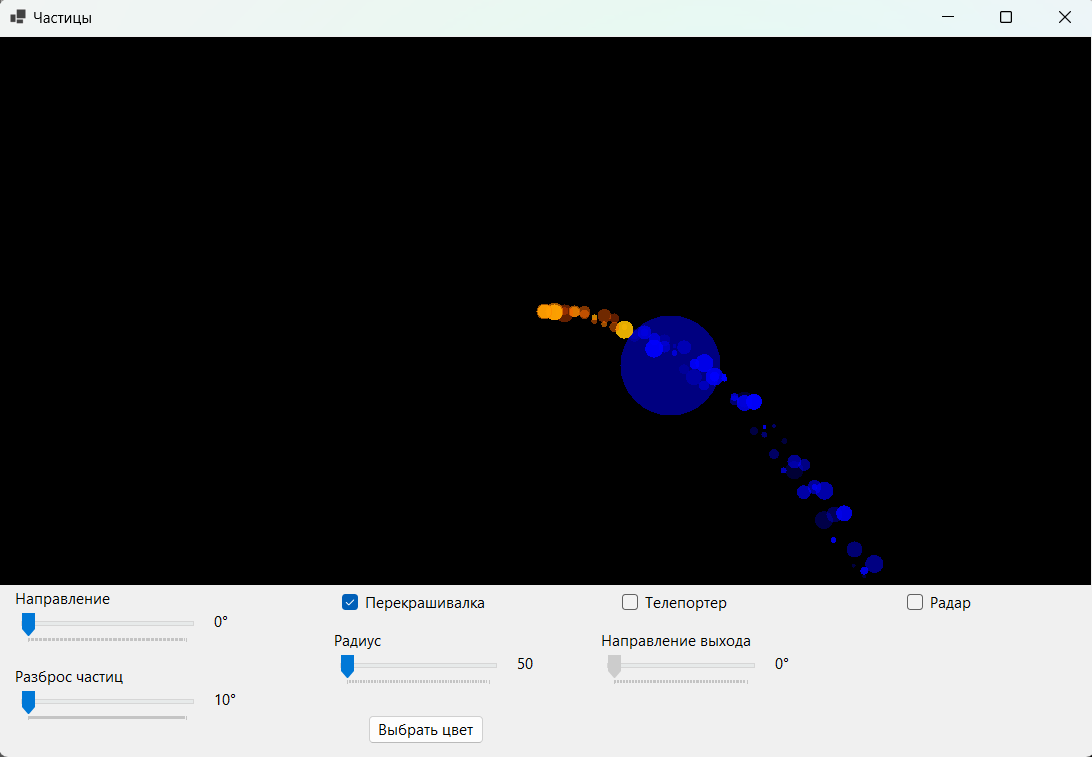 Частицы
Направление
0°
Разброс частиц
10°
Перекрашивалка
Радиус
50
Выбрать цвет
Телепортер
Направление выхода
0°
Радар